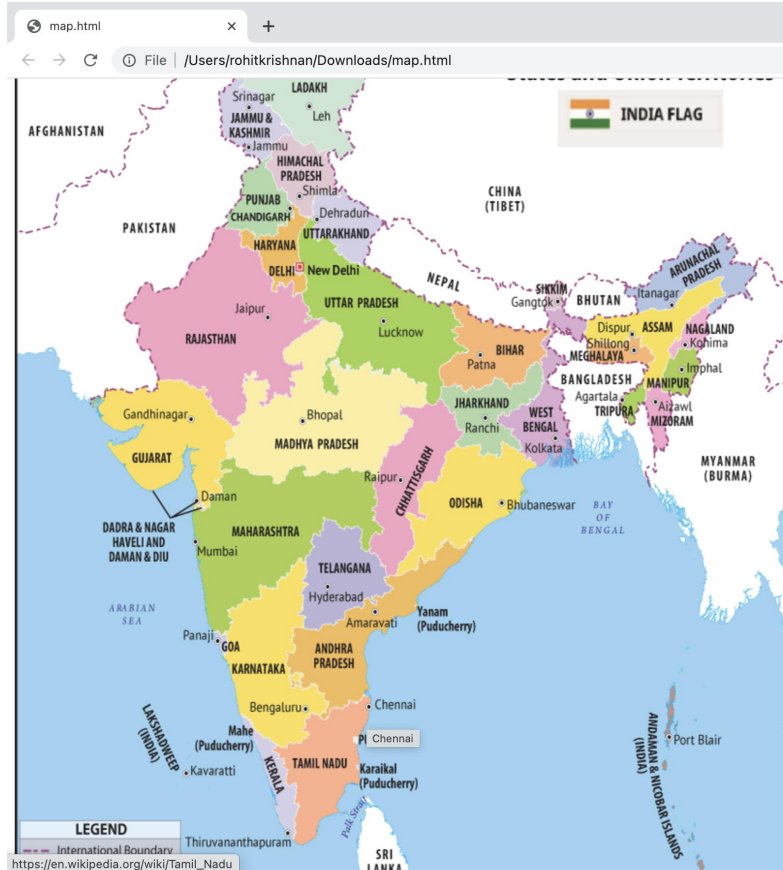 map.html
File
/Users/rohitkrishnan/Downloads/map.html
States and Union Territories
INDIA FLAG
LADAKH
Srinagar
Leh
JAMMU &
KASHMIR
Jammu
AFGHANISTAN
HIMACHAL
PRADESH
Shimla
CHINA
(TIBET)
PUNJAB
CHANDIGARH
Dehradun
UTTARAKHAND
PAKISTAN
HARYANA
DELHI
New Delhi
NEPAL
ARUNACHAL
PRADESH
SIKKIM
Gangtok
BHUTAN
Itanagar
Jaipur
UTTAR PRADESH
Lucknow
RAJASTHAN
Dispur
ASSAM
NAGALAND
Shillong
Kohima
MEGHALAYA
BIHAR
Patna
Imphal
BANGLADESH
MANIPUR
Agartala
TRIPURA
Aizawl
MIZORAM
JHARKHAND
Ranchi
WEST
BENGAL
Kolkata
Gandhinagar
Bhopal
MADHYA PRADESH
GUJARAT
CHHATTISGARH
Raipur
MYANMAR
(BURMA)
Daman
ODISHA
Bhubaneswar
BAY
OF
BENGAL
DADRA & NAGAR
HAVELI AND
DAMAN & DIU
MAHARASHTRA
Mumbai
TELANGANA
Hyderabad
ARABIAN
SEA
Amaravati
Yanam
(Puducherry)
Panaji
GOA
ANDHRA
PRADESH
KARNATAKA
Bengaluru
Chennai
LAKSHADWEEP
(INDIA)
Mahe
(Puducherry)
Chennai
ANDAMAN & NICOBAR ISLANDS
(INDIA)
Port Blair
Kavaratti
KERALA
TAMIL NADU
Karaikal
(Puducherry)
Palk Strait
LEGEND
Thiruvananthapuram
International Boundary
SRI
LANKA
https://en.wikipedia.org/wiki/Tamil_Nadu